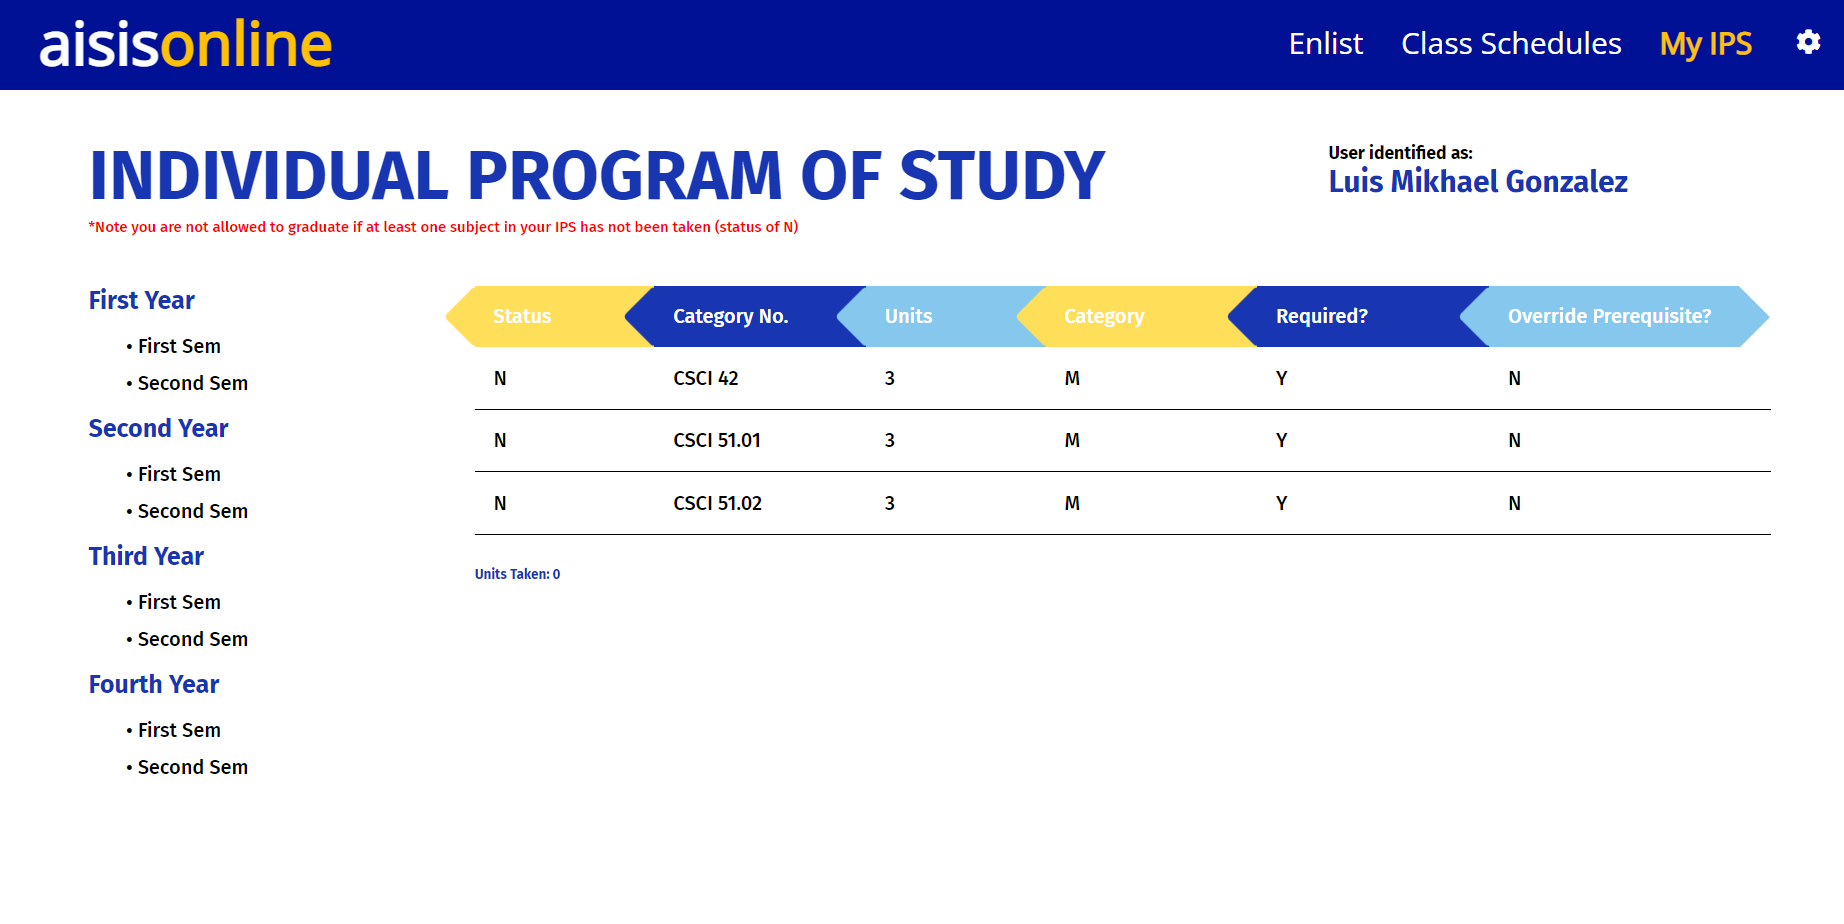 aisisonline
Enlist Class Schedules My IPS
INDIVIDUAL PROGRAM OF STUDY
*Note you are not allowed to graduate if at least one subject in your IPS has not been taken (status of N)
User identified as:
Luis Mikhael Gonzalez
First Year
• First Sem
• Second Sem
Second Year
• First Sem
• Second Sem
Third Year
• First Sem
• Second Sem
Fourth Year
• First Sem
• Second Sem
Status Category No. Units Category Required? Override Prerequisite?
N CSCI 42 3 M Y N
N CSCI 51.01 3 M Y N
N CSCI 51.02 3 M Y N
Units Taken: 0